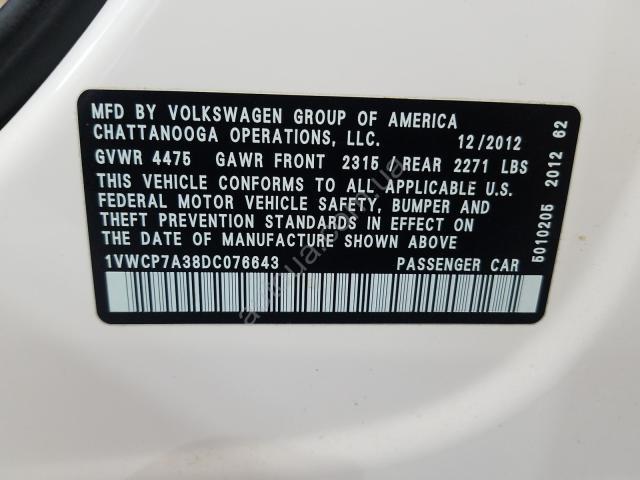 MFD BY VOLKSWAGEN GROUP OF AMERICA
CHATTANOOGA OPERATIONS, LLC. 12/2012
GVWR 4475 GAWR FRONT 2315 REAR 2271 LBS
THIS VEHICLE CONFORMS TO ALL APPLICABLE U.S.
FEDERAL MOTOR VEHICLE SAFETY, BUMPER AND
THEFT PREVENTION STANDARDS IN EFFECT ON
THE DATE OF MANUFACTURE SHOWN ABOVE
1VWCP7A38DC076643 PASSENGER CAR
5010206 2012 62